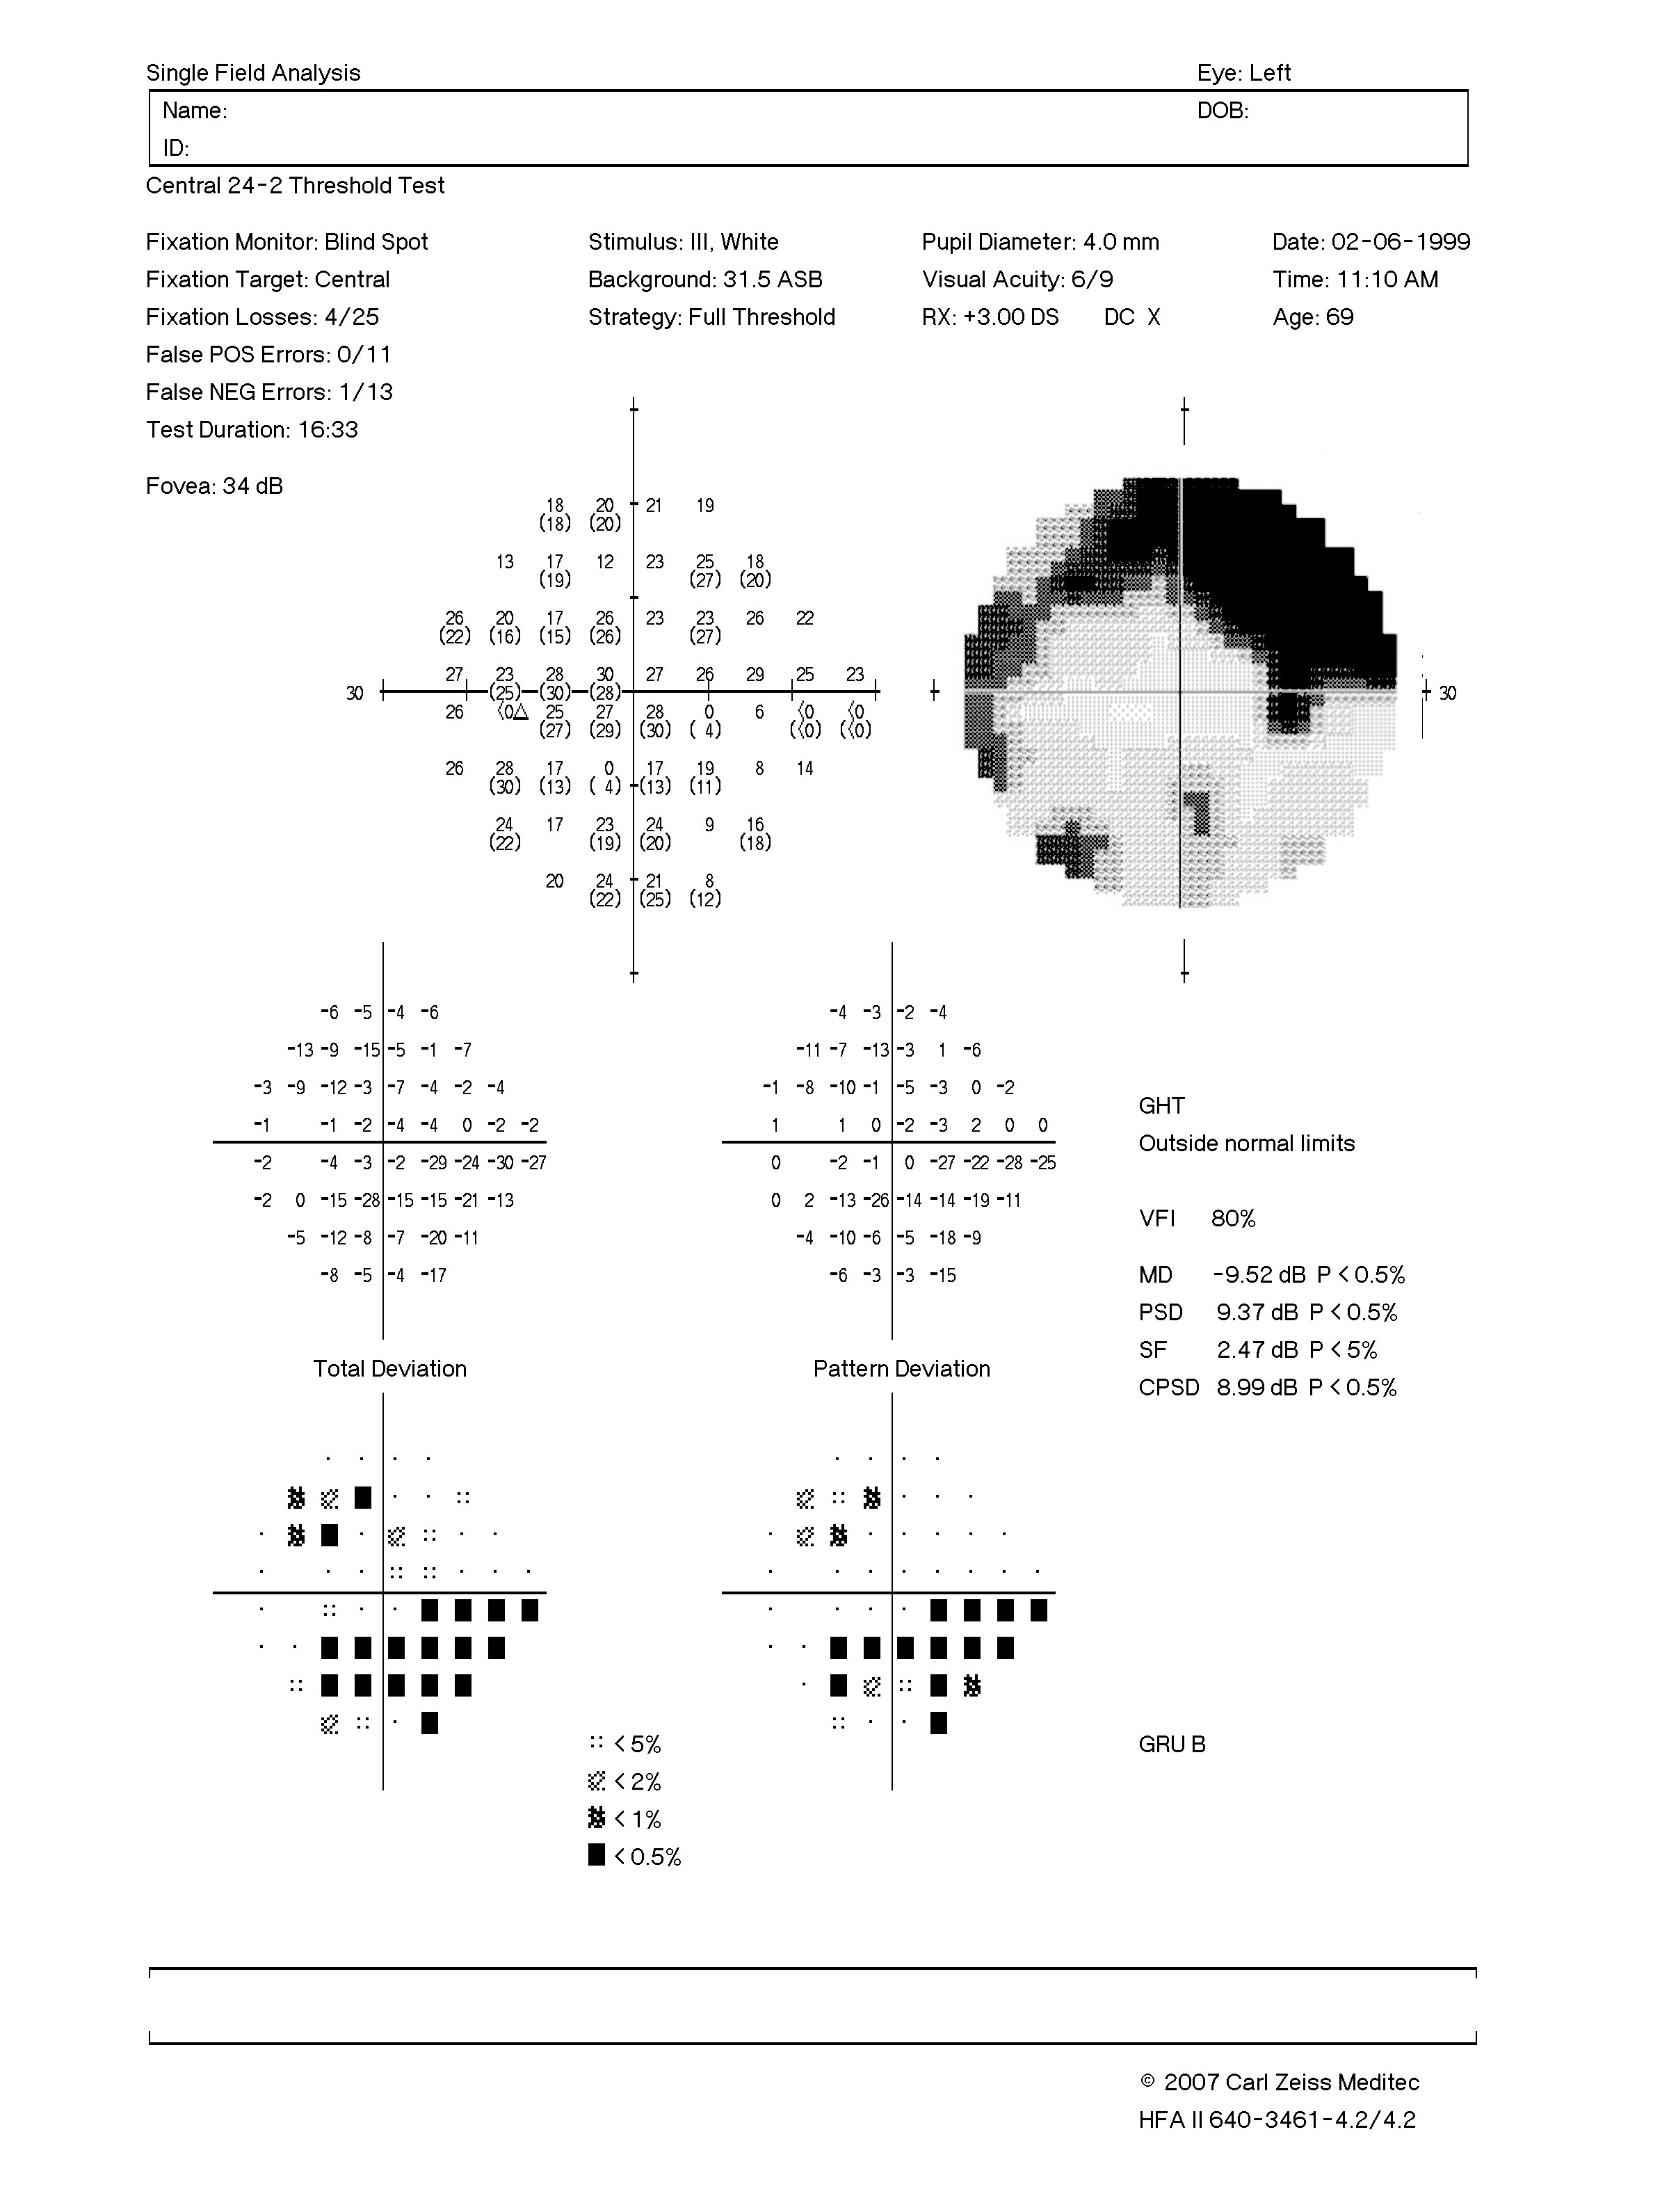 Single Field Analysis Eye: Left
Name: DOB:
ID:
Central 24-2 Threshold Test
Fixation Monitor: Blind Spot Stimulus: III, White Pupil Diameter: 4.0 mm Date: 02-06-1999
Fixation Target: Central Background: 31.5 ASB Visual Acuity: 6/9 Time: 11:10 AM
Fixation Losses: 4/25 Strategy: Full Threshold RX: +3.00 DS DC X Age: 69
False POS Errors: 0/11
False NEG Errors: 1/13
Test Duration: 16:33
Fovea: 34 dB
18 20 21 19
(18) (20)
13 17 12 23 25 18
(19) (27) (20)
26 20 17 26 23 23 26 22
(22) (16) (15) (26) (27)
27 23 28 30 27 26 29 25 23
30 (25) (30) (28) 30
26 <0△ 25 27 28 0 6 <0 <0
(27) (29) (30) ( 4) (<0) (<0)
26 28 17 0 17 19 8 14
(30) (13) ( 4) (13) (11)
24 17 23 24 9 16
(22) (19) (20) (18)
20 24 21 8
(22) (25) (12)
-6 -5 -4 -6 -4 -3 -2 -4
-13 -9 -15 -5 -1 -7 -11 -7 -13 -3 1 -6
-3 -9 -12 -3 -7 -4 -2 -4 -1 -8 -10 -1 -5 -3 0 -2
GHT
-1 -1 -2 -4 -4 0 -2 -2 1 1 0 -2 -3 2 0 0
Outside normal limits
-2 -4 -3 -2 -29 -24 -30 -27 0 -2 -1 0 -27 -22 -28 -25
-2 0 -15 -28 -15 -15 -21 -13 0 2 -13 -26 -14 -14 -19 -11
VFI 80%
-5 -12 -8 -7 -20 -11 -4 -10 -6 -5 -18 -9
-8 -5 -4 -17 -6 -3 -3 -15 MD -9.52 dB P < 0.5%
PSD 9.37 dB P < 0.5%
SF 2.47 dB P < 5%
Total Deviation Pattern Deviation
CPSD 8.99 dB P < 0.5%
< 5% GRU B
< 2%
< 1%
< 0.5%
© 2007 Carl Zeiss Meditec
HFA II 640-3461-4.2/4.2